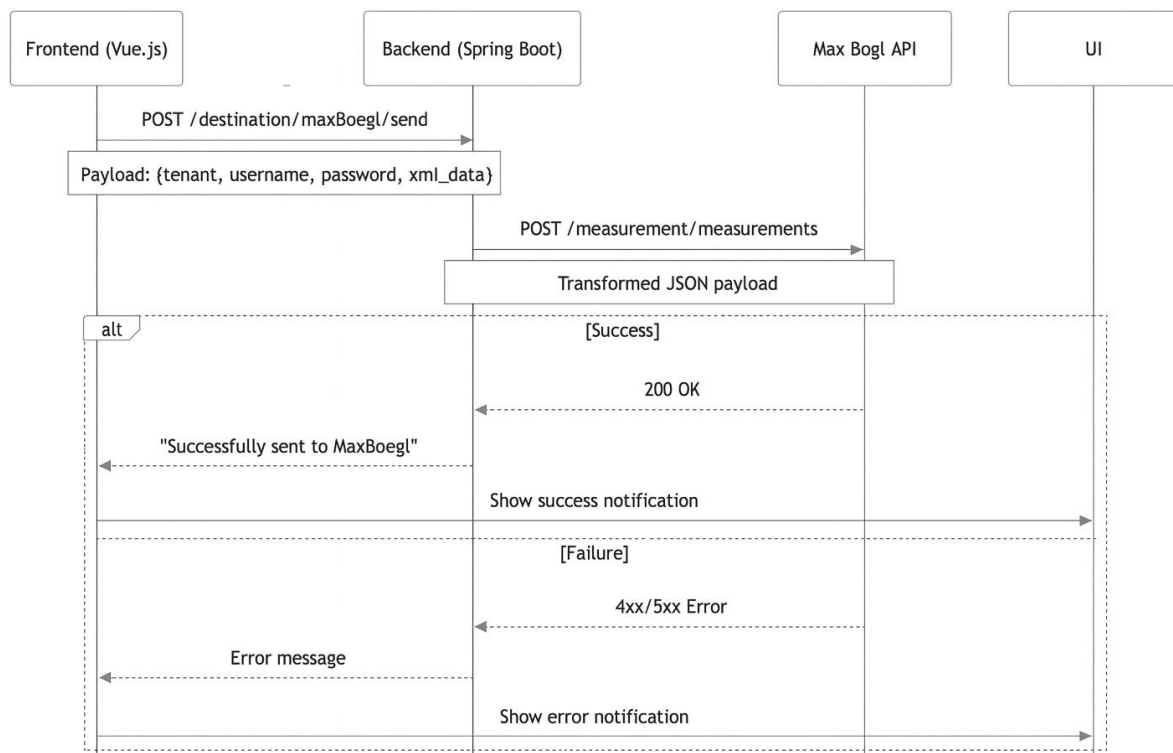 Frontend (Vue.js)
Backend (Spring Boot)
Max Bogl API
UI
POST /destination/maxBoegl/send
Payload: {tenant, username, password, xml_data}
POST /measurement/measurements
Transformed JSON payload
alt
[Success]
200 OK
"Successfully sent to MaxBoegl"
Show success notification
[Failure]
4xx/5xx Error
Error message
Show error notification